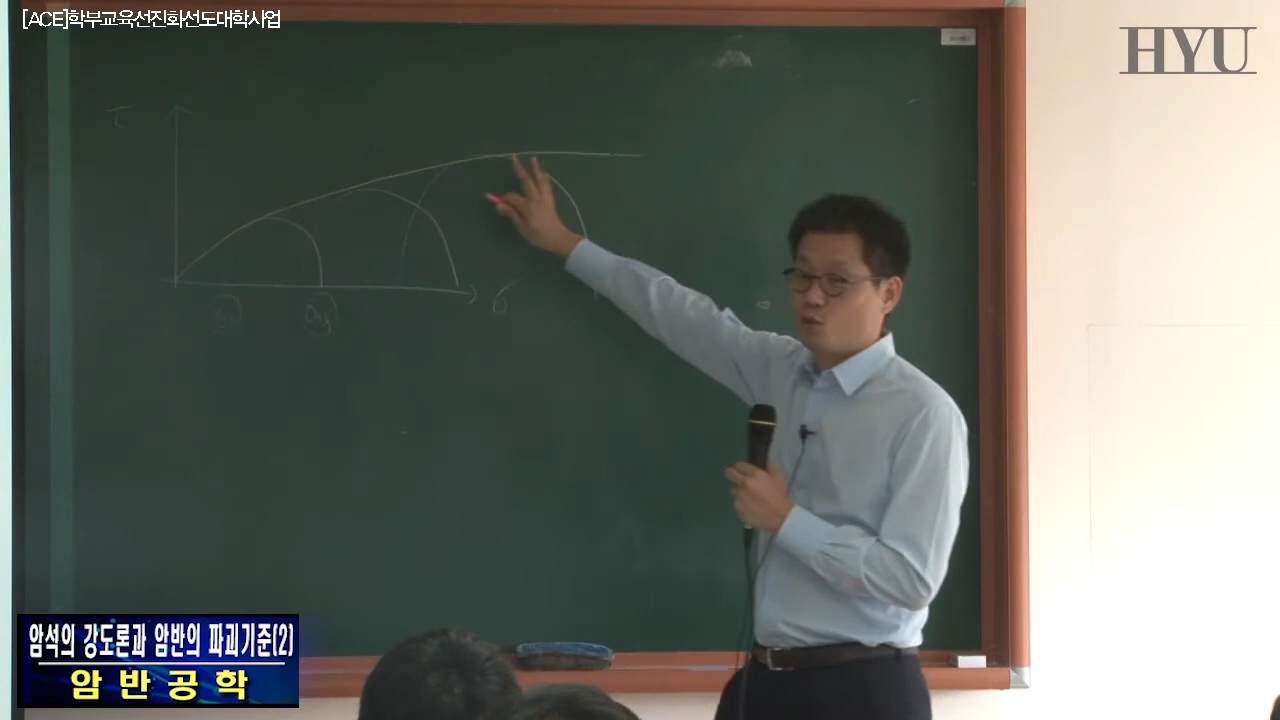 [ACE]학부교육선진화선도대학사업
HYU
τ
σ
암석의 강도론과 암반의 파괴기준(2)
암 반 공 학